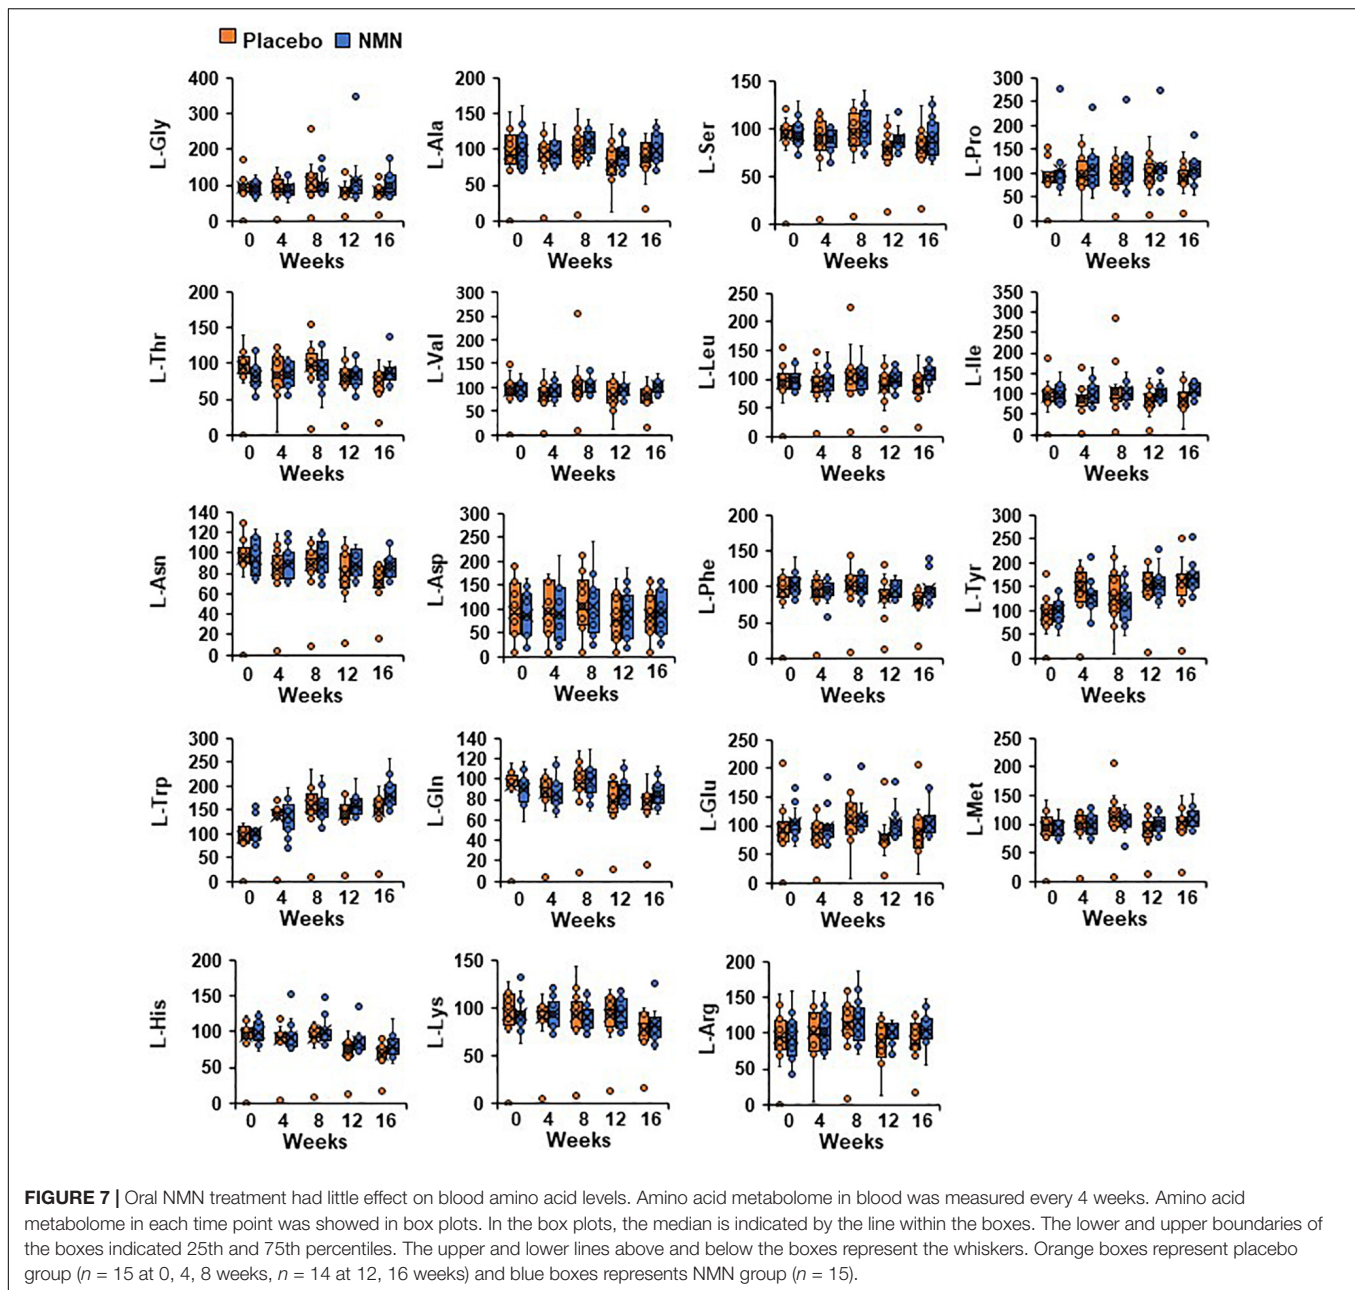 Placebo NMN
L-Gly
400
300
200
100
0
0 4 8 12 16
Weeks
L-Ala
200
150
100
50
0
0 4 8 12 16
Weeks
L-Ser
150
100
50
0
0 4 8 12 16
Weeks
L-Pro
300
250
200
150
100
50
0
0 4 8 12 16
Weeks
L-Thr
200
150
100
50
0
0 4 8 12 16
Weeks
L-Val
300
250
200
150
100
50
0
0 4 8 12 16
Weeks
L-Leu
250
200
150
100
50
0
0 4 8 12 16
Weeks
L-Ile
350
300
250
200
150
100
50
0
0 4 8 12 16
Weeks
L-Asn
140
120
100
80
60
40
20
0
0 4 8 12 16
Weeks
L-Asp
300
250
200
150
100
50
0
0 4 8 12 16
Weeks
L-Phe
200
150
100
50
0
0 4 8 12 16
Weeks
L-Tyr
300
250
200
150
100
50
0
0 4 8 12 16
Weeks
L-Trp
300
250
200
150
100
50
0
0 4 8 12 16
Weeks
L-Gln
140
120
100
80
60
40
20
0
0 4 8 12 16
Weeks
L-Glu
250
200
150
100
50
0
0 4 8 12 16
Weeks
L-Met
250
200
150
100
50
0
0 4 8 12 16
Weeks
L-His
200
150
100
50
0
0 4 8 12 16
Weeks
L-Lys
150
100
50
0
0 4 8 12 16
Weeks
L-Arg
200
150
100
50
0
0 4 8 12 16
Weeks
FIGURE 7 | Oral NMN treatment had little effect on blood amino acid levels. Amino acid metabolome in blood was measured every 4 weeks. Amino acid
metabolome in each time point was showed in box plots. In the box plots, the median is indicated by the line within the boxes. The lower and upper boundaries of
the boxes indicated 25th and 75th percentiles. The upper and lower lines above and below the boxes represent the whiskers. Orange boxes represent placebo
group (n = 15 at 0, 4, 8 weeks, n = 14 at 12, 16 weeks) and blue boxes represents NMN group (n = 15).